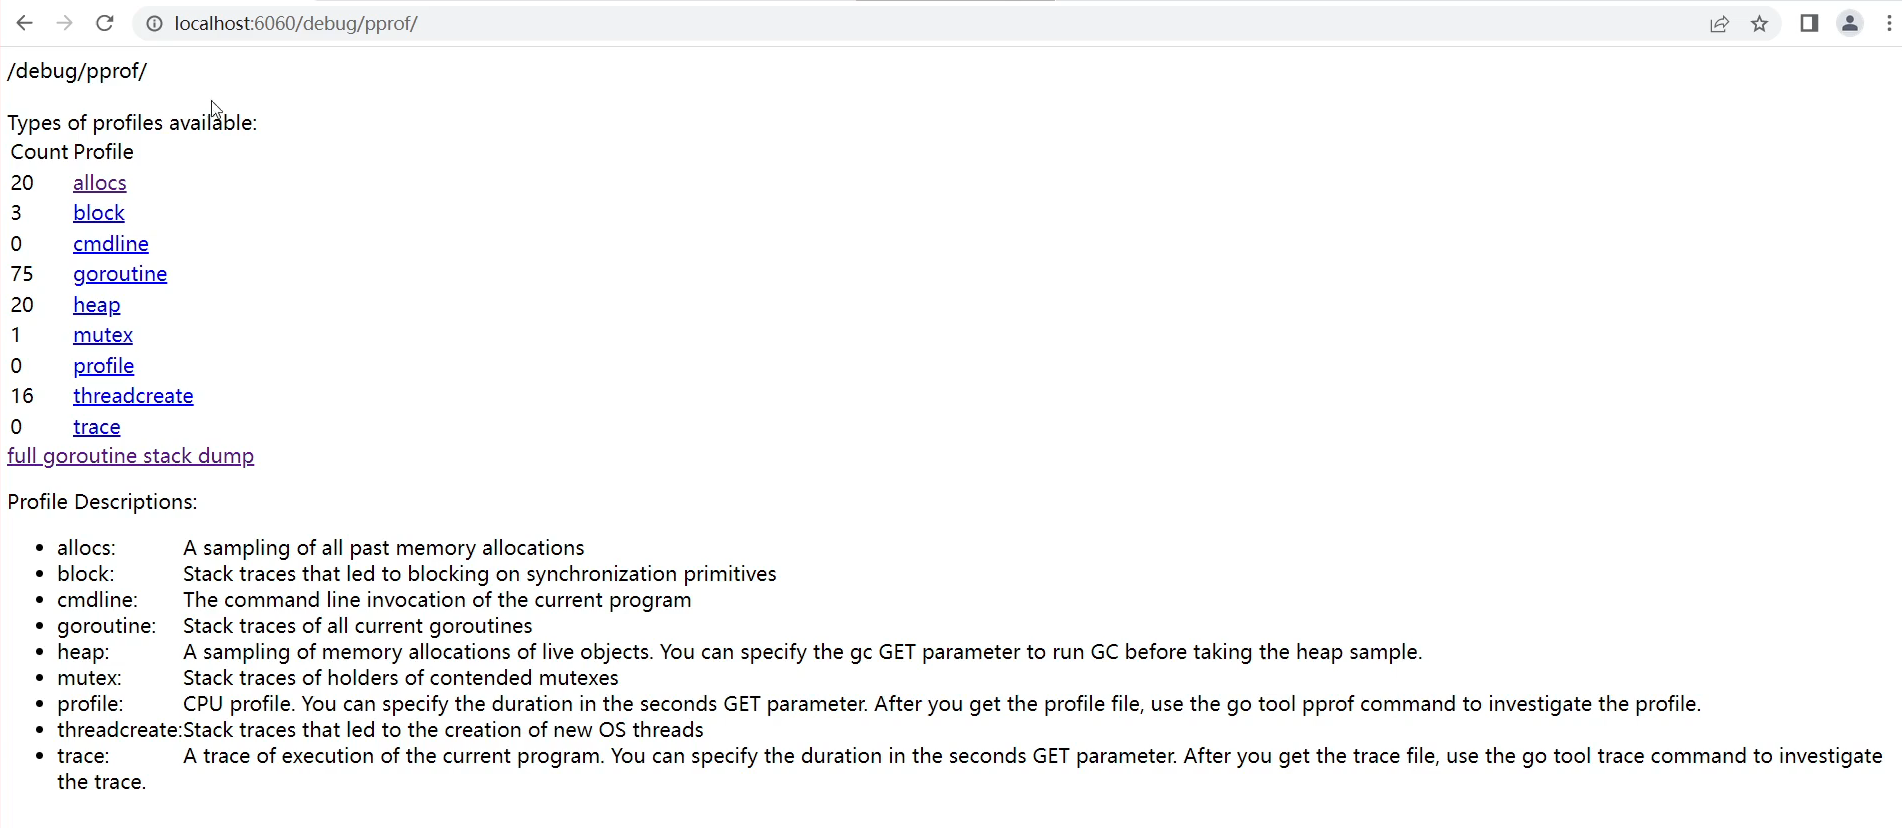 localhost:6060/debug/pprof/
/debug/pprof/
Types of profiles available:
Count Profile
20 allocs
3 block
0 cmdline
75 goroutine
20 heap
1 mutex
0 profile
16 threadcreate
0 trace
full goroutine stack dump
Profile Descriptions:
• allocs: A sampling of all past memory allocations
• block: Stack traces that led to blocking on synchronization primitives
• cmdline: The command line invocation of the current program
• goroutine: Stack traces of all current goroutines
• heap: A sampling of memory allocations of live objects. You can specify the gc GET parameter to run GC before taking the heap sample.
• mutex: Stack traces of holders of contended mutexes
• profile: CPU profile. You can specify the duration in the seconds GET parameter. After you get the profile file, use the go tool pprof command to investigate the profile.
• threadcreate:Stack traces that led to the creation of new OS threads
• trace: A trace of execution of the current program. You can specify the duration in the seconds GET parameter. After you get the trace file, use the go tool trace command to investigate
the trace.